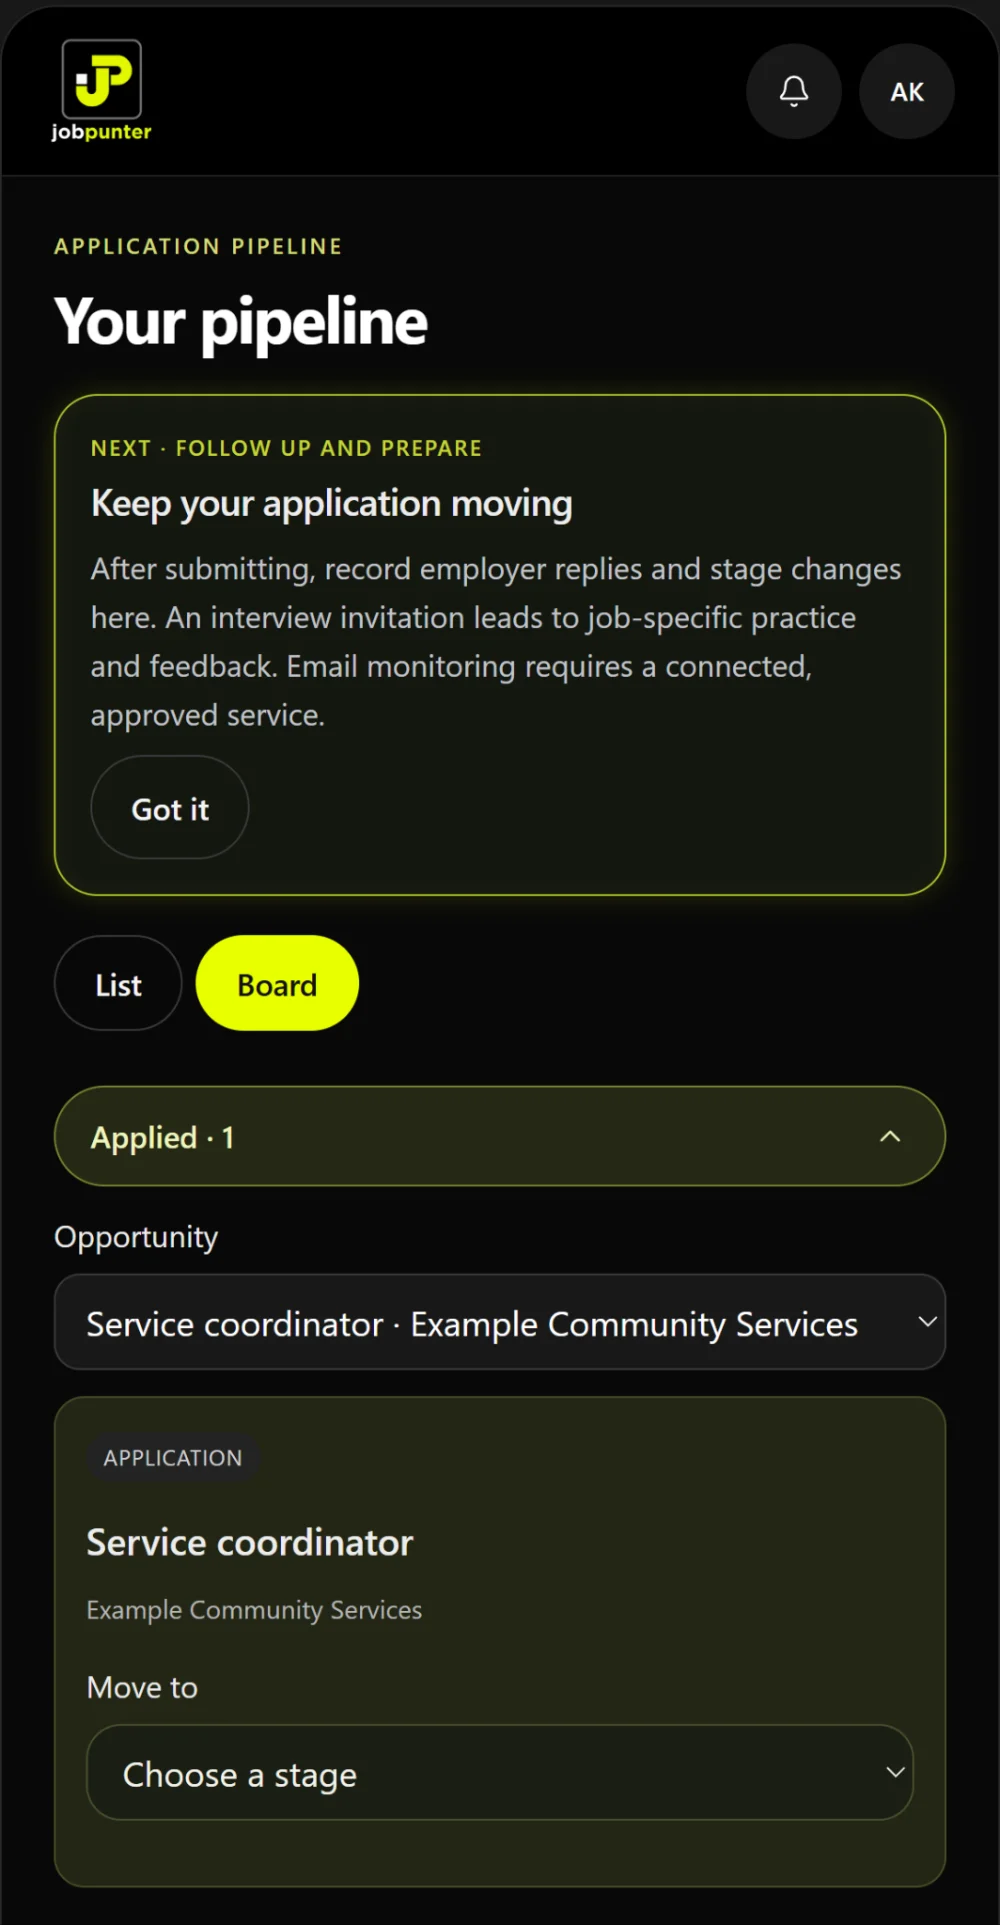 JP
jobpunter
AK
APPLICATION PIPELINE
Your pipeline
NEXT · FOLLOW UP AND PREPARE
Keep your application moving
After submitting, record employer replies and stage changes
here. An interview invitation leads to job-specific practice
and feedback. Email monitoring requires a connected,
approved service.
Got it
List
Board
Applied · 1
Opportunity
Service coordinator · Example Community Services
APPLICATION
Service coordinator
Example Community Services
Move to
Choose a stage